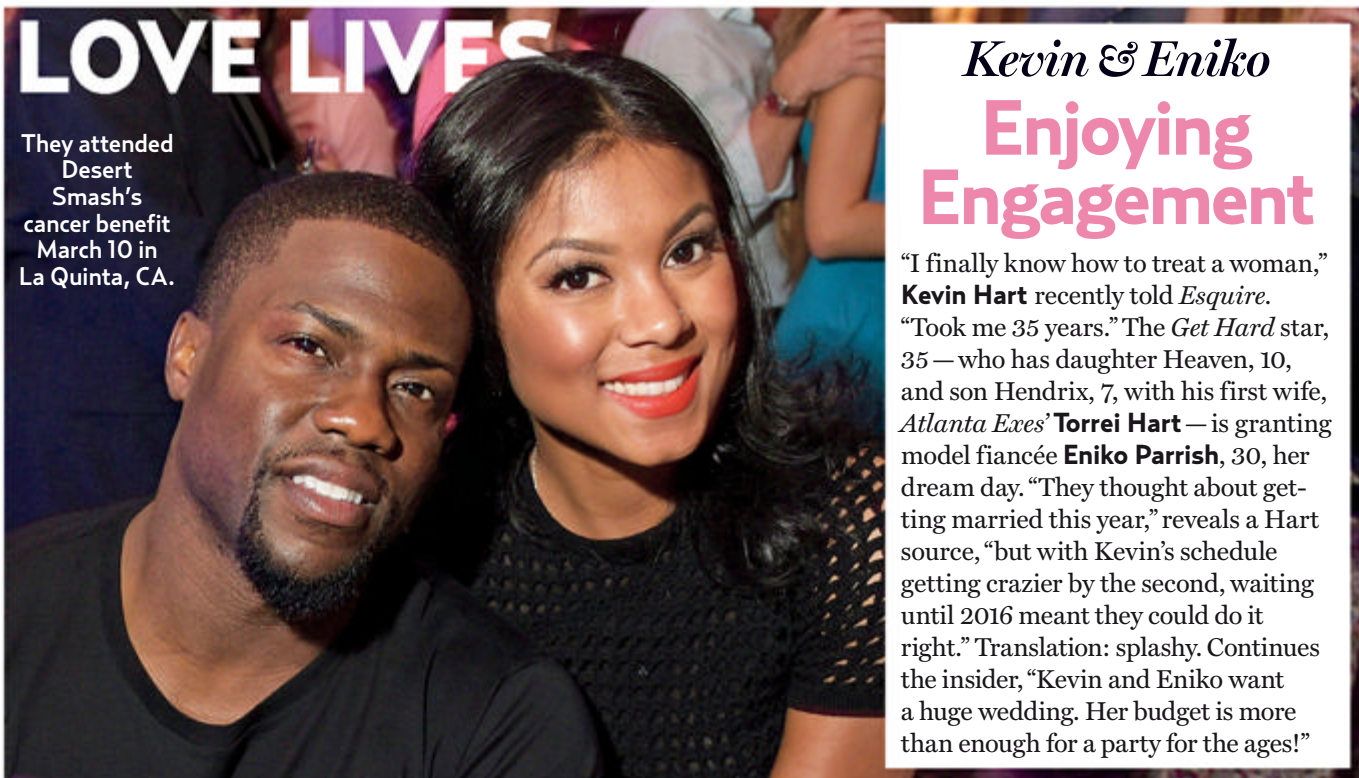 LOVE LIVES
They attended
Desert
Smash’s
cancer benefit
March 10 in
La Quinta, CA.
Kevin & Eniko
Enjoying
Engagement
“I finally know how to treat a woman,”
Kevin Hart recently told Esquire.
“Took me 35 years.” The Get Hard star,
35 — who has daughter Heaven, 10,
and son Hendrix, 7, with his first wife,
Atlanta Exes’ Torrei Hart — is granting
model fiancée Eniko Parrish, 30, her
dream day. “They thought about get-
ting married this year,” reveals a Hart
source, “but with Kevin’s schedule
getting crazier by the second, waiting
until 2016 meant they could do it
right.” Translation: splashy. Continues
the insider, “Kevin and Eniko want
a huge wedding. Her budget is more
than enough for a party for the ages!”